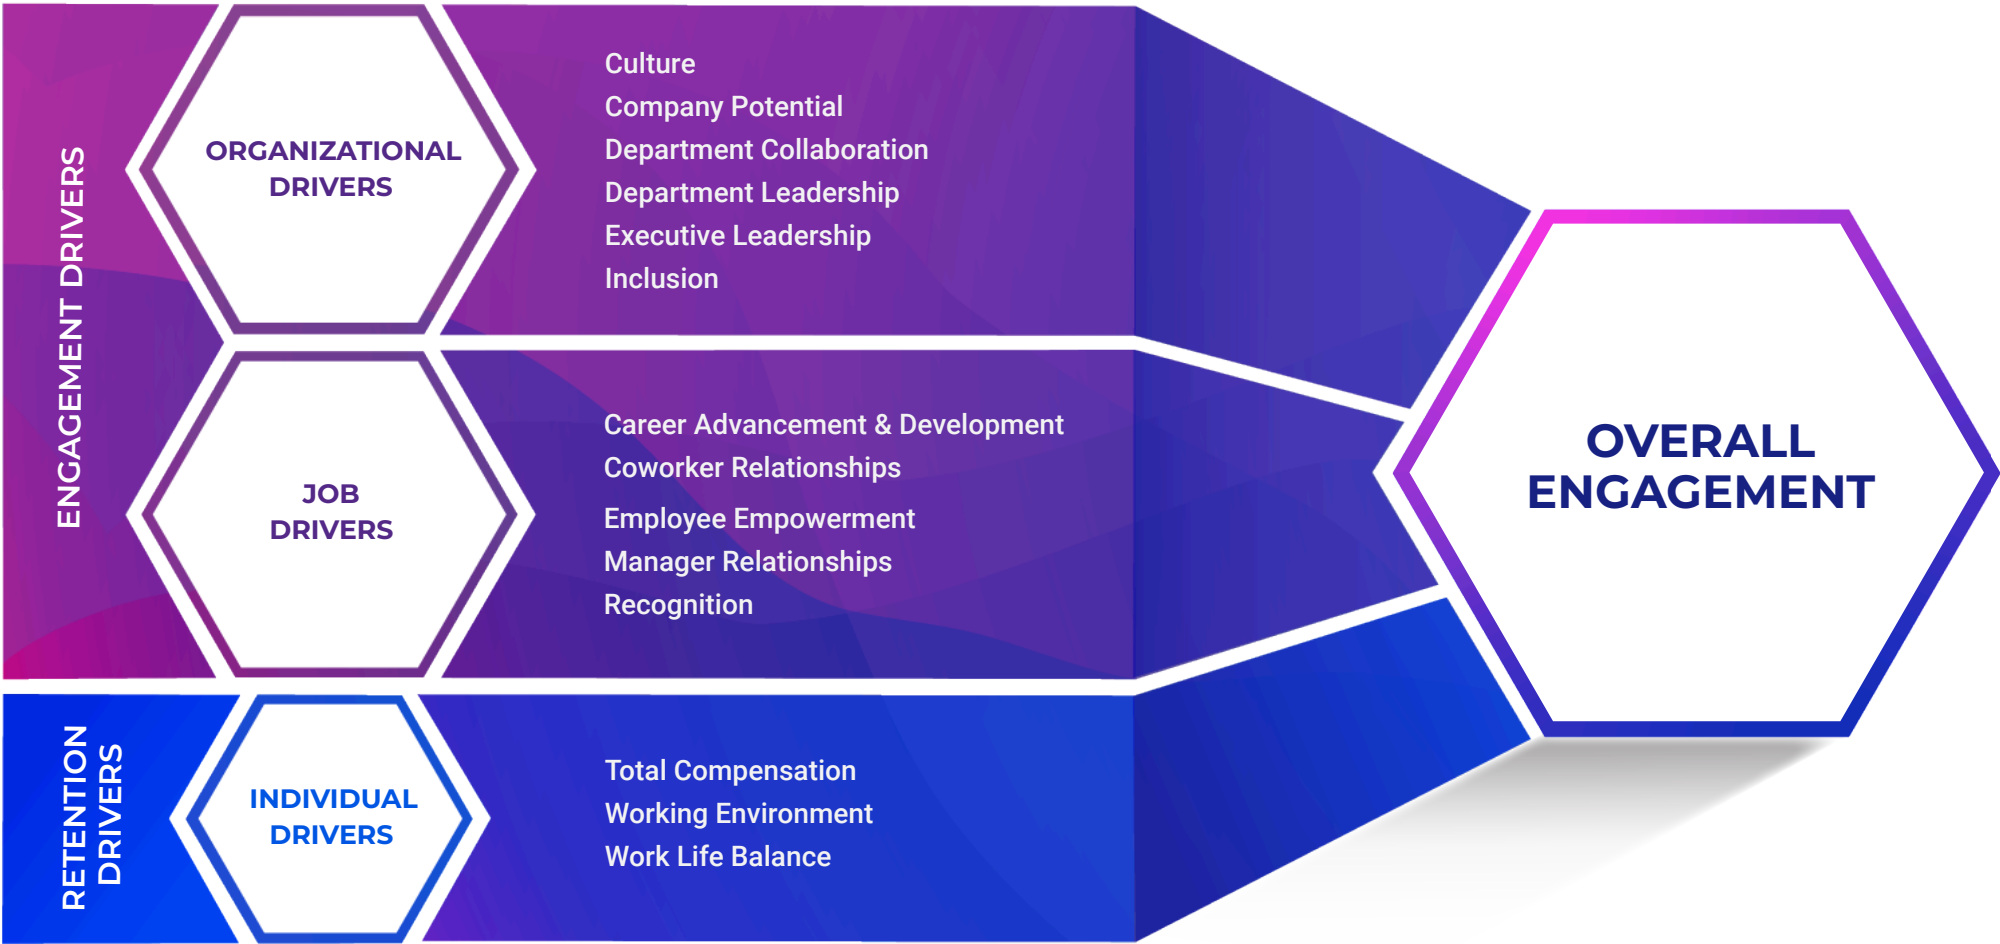 ENGAGEMENT DRIVERS
ORGANIZATIONAL
DRIVERS
Culture
Company Potential
Department Collaboration
Department Leadership
Executive Leadership
Inclusion
JOB
DRIVERS
Career Advancement & Development
Coworker Relationships
Employee Empowerment
Manager Relationships
Recognition
RETENTION
DRIVERS
INDIVIDUAL
DRIVERS
Total Compensation
Working Environment
Work Life Balance
OVERALL
ENGAGEMENT